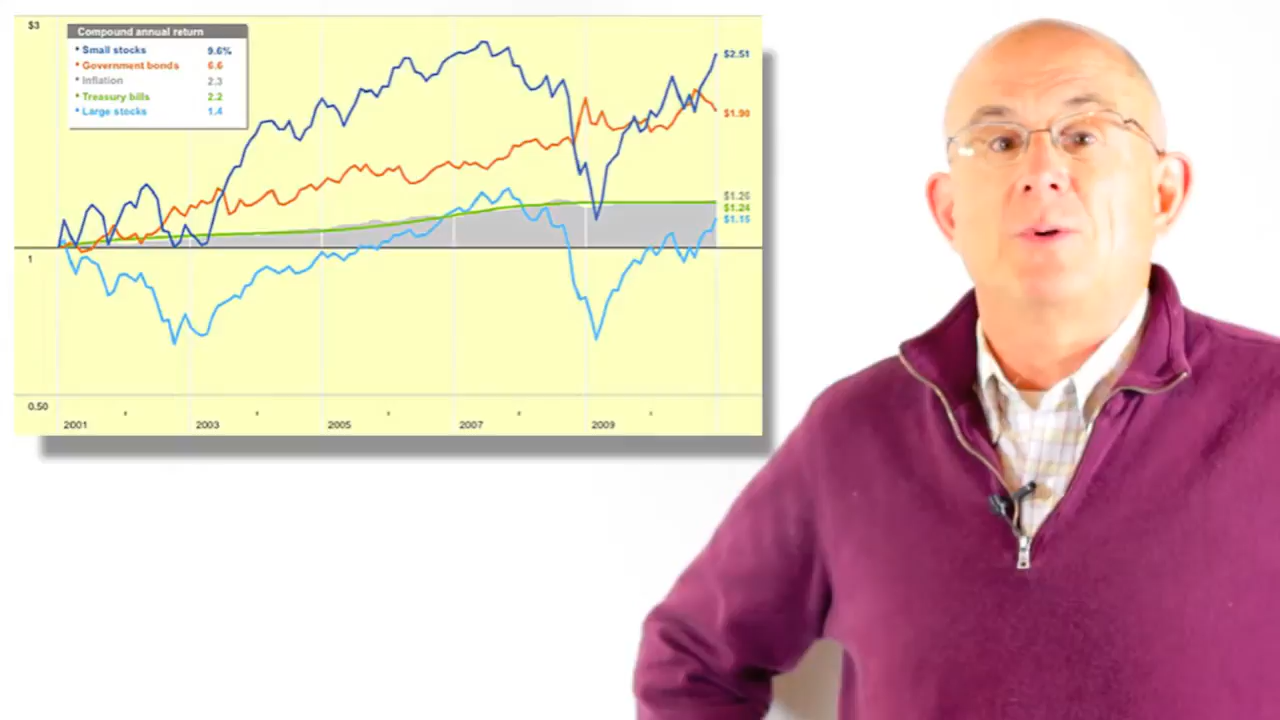 $3
Compound annual return
• Small stocks 9.6%
• Government bonds 6.6
• Inflation 2.3
• Treasury bills 2.2
• Large stocks 1.4
$2.51
$1.90
$1.26
$1.24
$1.15
1
0.50
2001 2003 2005 2007 2009